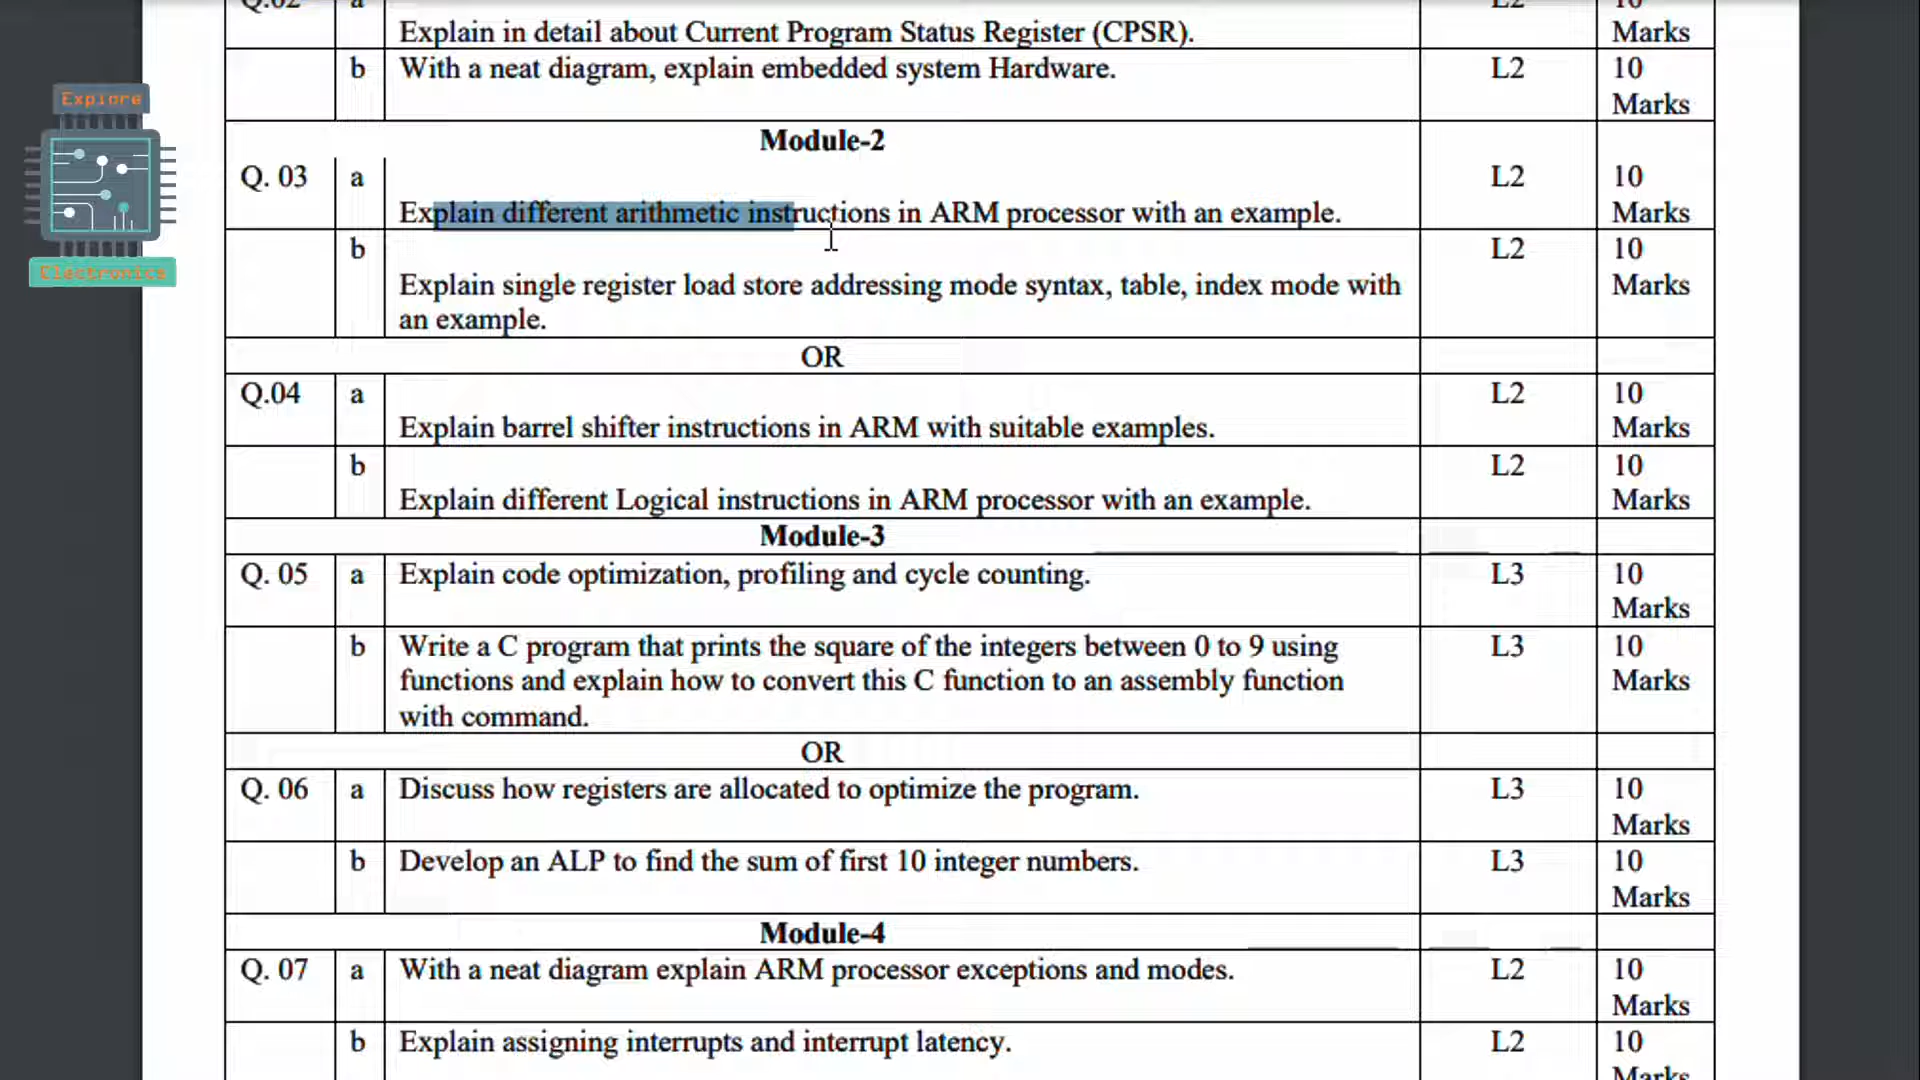 Q.02 a L2 10
Explain in detail about Current Program Status Register (CPSR). Marks
b With a neat diagram, explain embedded system Hardware. L2 10
Marks
Explore
Electronics
Module-2
Q. 03 a L2 10
Explain different arithmetic instructions in ARM processor with an example. Marks
b L2 10
Explain single register load store addressing mode syntax, table, index mode with Marks
an example.
OR
Q.04 a L2 10
Explain barrel shifter instructions in ARM with suitable examples. Marks
b L2 10
Explain different Logical instructions in ARM processor with an example. Marks
Module-3
Q. 05 a Explain code optimization, profiling and cycle counting. L3 10
Marks
b Write a C program that prints the square of the integers between 0 to 9 using L3 10
functions and explain how to convert this C function to an assembly function Marks
with command.
OR
Q. 06 a Discuss how registers are allocated to optimize the program. L3 10
Marks
b Develop an ALP to find the sum of first 10 integer numbers. L3 10
Marks
Module-4
Q. 07 a With a neat diagram explain ARM processor exceptions and modes. L2 10
Marks
b Explain assigning interrupts and interrupt latency. L2 10
Marks